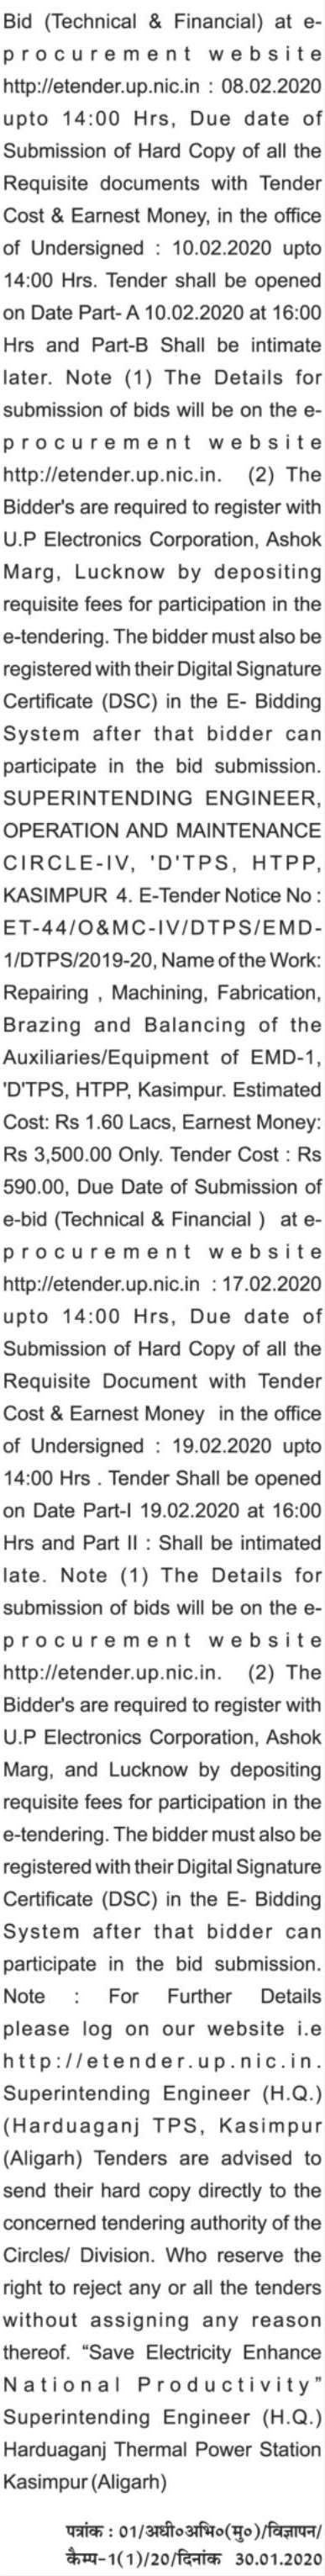 Bid (Technical & Financial) at e-
procurement website
http://etender.up.nic.in : 08.02.2020
upto 14:00 Hrs, Due date of
Submission of Hard Copy of all the
Requisite documents with Tender
Cost & Earnest Money, in the office
of Undersigned : 10.02.2020 upto
14:00 Hrs. Tender shall be opened
on Date Part- A 10.02.2020 at 16:00
Hrs and Part-B Shall be intimate
later. Note (1) The Details for
submission of bids will be on the e-
procurement website
http://etender.up.nic.in. (2) The
Bidder's are required to register with
U.P Electronics Corporation, Ashok
Marg, Lucknow by depositing
requisite fees for participation in the
e-tendering. The bidder must also be
registered with their Digital Signature
Certificate (DSC) in the E- Bidding
System after that bidder can
participate in the bid submission.
SUPERINTENDING ENGINEER,
OPERATION AND MAINTENANCE
CIRCLE-IV, 'D'TPS, HTPP,
KASIMPUR 4. E-Tender Notice No :
ET-44/O&MC-IV/DTPS/EMD-
1/DTPS/2019-20, Name of the Work:
Repairing , Machining, Fabrication,
Brazing and Balancing of the
Auxiliaries/Equipment of EMD-1,
'D'TPS, HTPP, Kasimpur. Estimated
Cost: Rs 1.60 Lacs, Earnest Money:
Rs 3,500.00 Only. Tender Cost : Rs
590.00, Due Date of Submission of
e-bid (Technical & Financial ) at e-
procurement website
http://etender.up.nic.in : 17.02.2020
upto 14:00 Hrs, Due date of
Submission of Hard Copy of all the
Requisite Document with Tender
Cost & Earnest Money in the office
of Undersigned : 19.02.2020 upto
14:00 Hrs . Tender Shall be opened
on Date Part-I 19.02.2020 at 16:00
Hrs and Part II : Shall be intimated
late. Note (1) The Details for
submission of bids will be on the e-
procurement website
http://etender.up.nic.in. (2) The
Bidder's are required to register with
U.P Electronics Corporation, Ashok
Marg, and Lucknow by depositing
requisite fees for participation in the
e-tendering. The bidder must also be
registered with their Digital Signature
Certificate (DSC) in the E- Bidding
System after that bidder can
participate in the bid submission.
Note : For Further Details
please log on our website i.e
http://etender.up.nic.in.
Superintending Engineer (H.Q.)
(Harduaganj TPS, Kasimpur
(Aligarh) Tenders are advised to
send their hard copy directly to the
concerned tendering authority of the
Circles/ Division. Who reserve the
right to reject any or all the tenders
without assigning any reason
thereof. “Save Electricity Enhance
National Productivity”
Superintending Engineer (H.Q.)
Harduaganj Thermal Power Station
Kasimpur (Aligarh)
पत्रांक : 01/अधी०अभि०(मु०)/विज्ञापन/
कैम्प-1(1)/20/दिनांक 30.01.2020